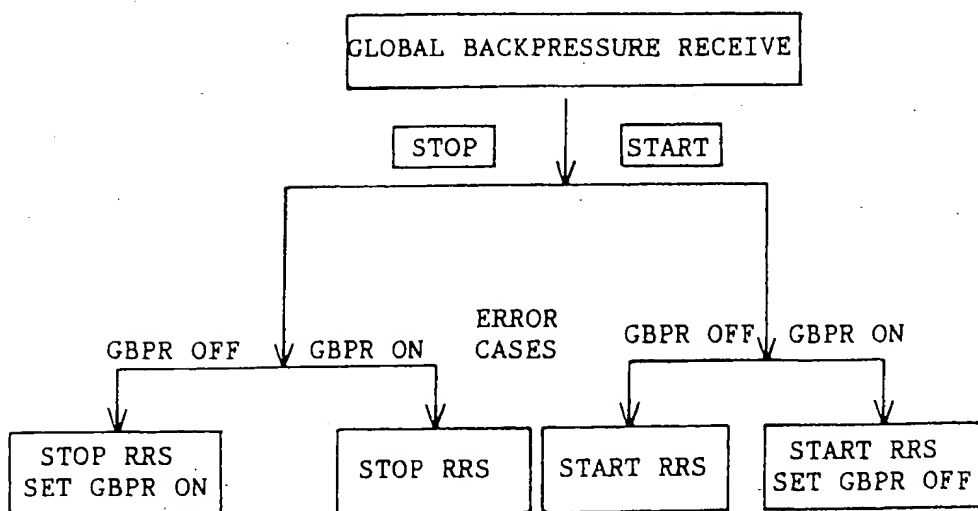 GLOBAL BACKPRESSURE RECEIVE
STOP
START
ERROR
CASES
GBPR OFF
GBPR ON
GBPR OFF
GBPR ON
STOP RRS
SET GBPR ON
STOP RRS
START RRS
START RRS
SET GBPR OFF